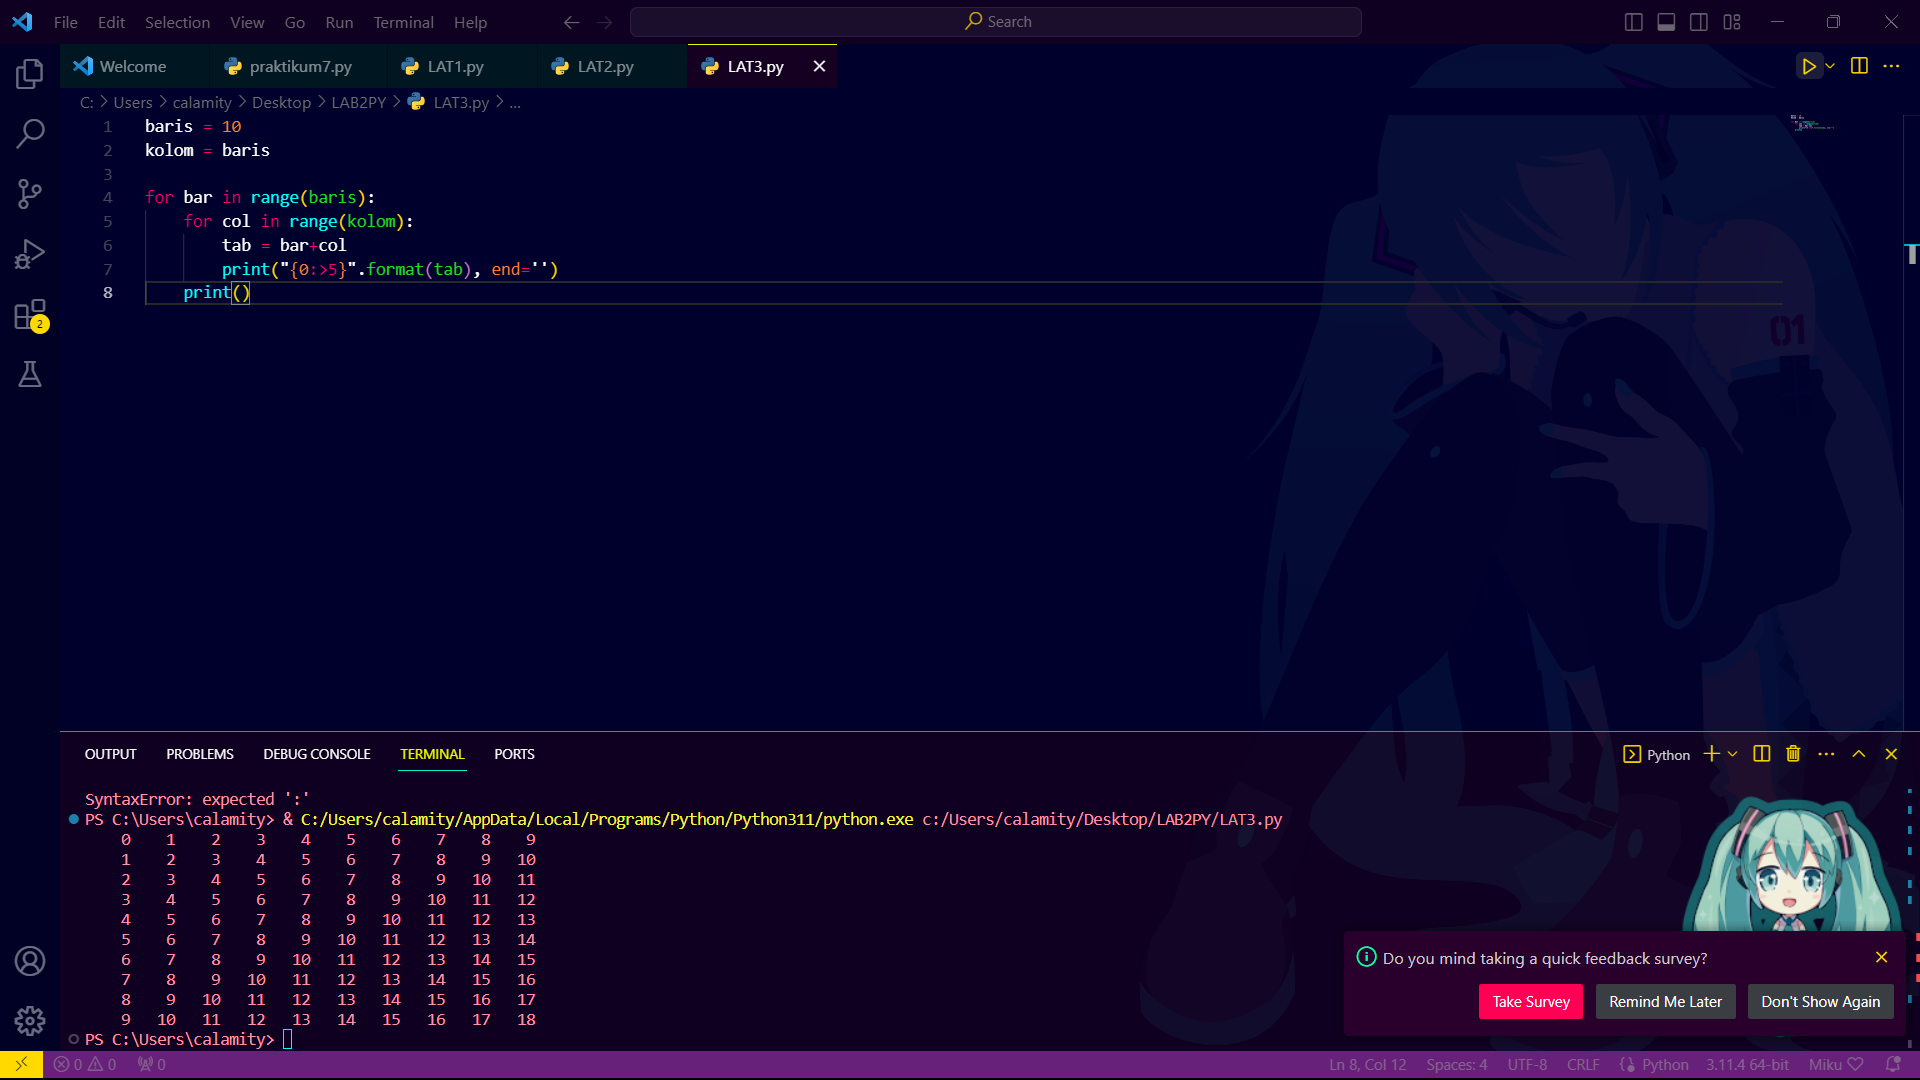 File Edit Selection View Go Run Terminal Help Search
Welcome praktikum7.py LAT1.py LAT2.py LAT3.py
C: > Users > calamity > Desktop > LAB2PY > LAT3.py > ...
1 baris = 10
2 kolom = baris
3
4 for bar in range(baris):
5     for col in range(kolom):
6         tab = bar+col
7         print("{0:>5}".format(tab), end='')
8     print()
01
2
OUTPUT PROBLEMS DEBUG CONSOLE TERMINAL PORTS Python
SyntaxError: expected ':'
PS C:\Users\calamity> & C:/Users/calamity/AppData/Local/Programs/Python/Python311/python.exe c:/Users/calamity/Desktop/LAB2PY/LAT3.py
0 1 2 3 4 5 6 7 8 9
1 2 3 4 5 6 7 8 9 10
2 3 4 5 6 7 8 9 10 11
3 4 5 6 7 8 9 10 11 12
4 5 6 7 8 9 10 11 12 13
5 6 7 8 9 10 11 12 13 14
6 7 8 9 10 11 12 13 14 15
7 8 9 10 11 12 13 14 15 16
8 9 10 11 12 13 14 15 16 17
9 10 11 12 13 14 15 16 17 18
PS C:\Users\calamity>
Do you mind taking a quick feedback survey?
Take Survey Remind Me Later Don't Show Again
0 0 0 Ln 8, Col 12 Spaces: 4 UTF-8 CRLF Python 3.11.4 64-bit Miku ♡